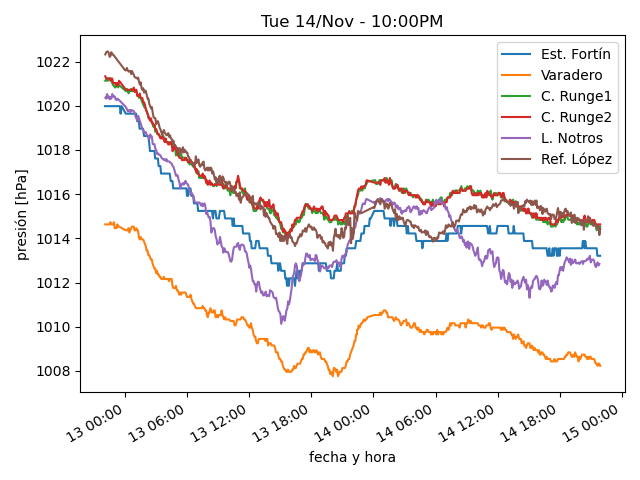 Tue 14/Nov - 10:00PM
Est. Fortín
Varadero
C. Runge1
C. Runge2
L. Notros
Ref. López
presión [hPa]
1022
1020
1018
1016
1014
1012
1010
1008
13 00:00
13 06:00
13 12:00
13 18:00
14 00:00
14 06:00
14 12:00
14 18:00
15 00:00
fecha y hora